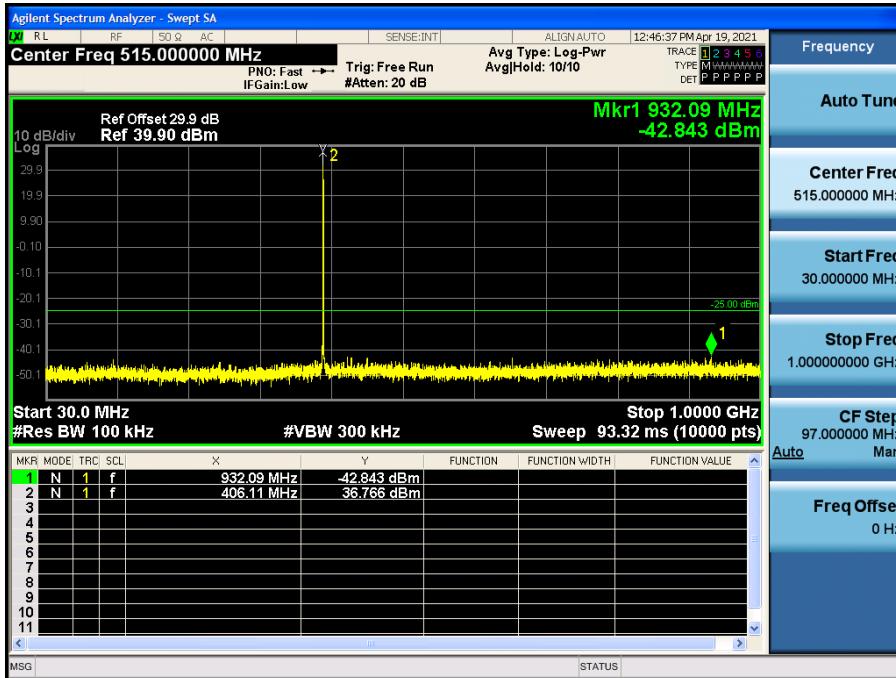 Agilent Spectrum Analyzer - Swept SA
LXI RL RF 50 Ω AC SENSE:INT ALIGN AUTO 12:46:37 PM Apr 19, 2021
Center Freq 515.000000 MHz
PNO: Fast
IFGain:Low
Trig: Free Run
#Atten: 20 dB
Avg Type: Log-Pwr
Avg|Hold: 10/10
TRACE 1 2 3 4 5 6
TYPE M
DET P P P P P P
Frequency
Ref Offset 29.9 dB
Ref 39.90 dBm
10 dB/div
Log
Mkr1 932.09 MHz
-42.843 dBm
29.9
19.9
9.90
-0.10
-10.1
-20.1
-30.1
-40.1
-50.1
2
-25.00 dBm
1
Start 30.0 MHz Stop 1.0000 GHz
#Res BW 100 kHz #VBW 300 kHz Sweep 93.32 ms (10000 pts)
MKR MODE TRC SCL X Y FUNCTION FUNCTION WIDTH FUNCTION VALUE
1 N 1 f 932.09 MHz -42.843 dBm
2 N 1 f 406.11 MHz 36.766 dBm
3
4
5
6
7
8
9
10
11
MSG STATUS
Auto Tune
Center Freq
515.000000 MHz
Start Freq
30.000000 MHz
Stop Freq
1.000000000 GHz
CF Step
97.000000 MHz
Auto Man
Freq Offset
0 Hz